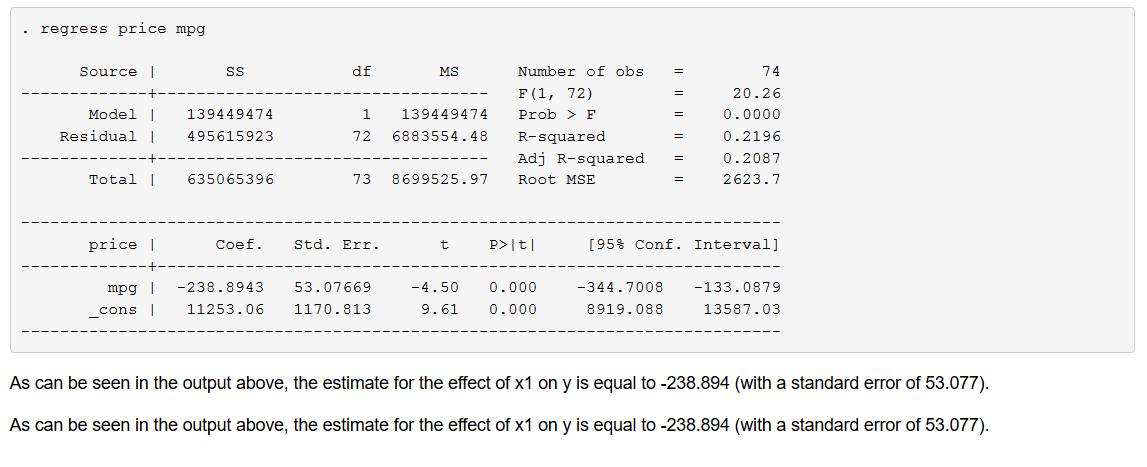 . regress price mpg
Source | SS df MS Number of obs = 74
-------------+---------------------------------- F(1, 72) = 20.26
Model | 139449474 1 139449474 Prob > F = 0.0000
Residual | 495615923 72 6883554.48 R-squared = 0.2196
-------------+---------------------------------- Adj R-squared = 0.2087
Total | 635065396 73 8699525.97 Root MSE = 2623.7
------------------------------------------------------------------------------
price | Coef. Std. Err. t P>|t| [95% Conf. Interval]
-------------+----------------------------------------------------------------
mpg | -238.8943 53.07669 -4.50 0.000 -344.7008 -133.0879
_cons | 11253.06 1170.813 9.61 0.000 8919.088 13587.03
------------------------------------------------------------------------------
As can be seen in the output above, the estimate for the effect of x1 on y is equal to -238.894 (with a standard error of 53.077).
As can be seen in the output above, the estimate for the effect of x1 on y is equal to -238.894 (with a standard error of 53.077).